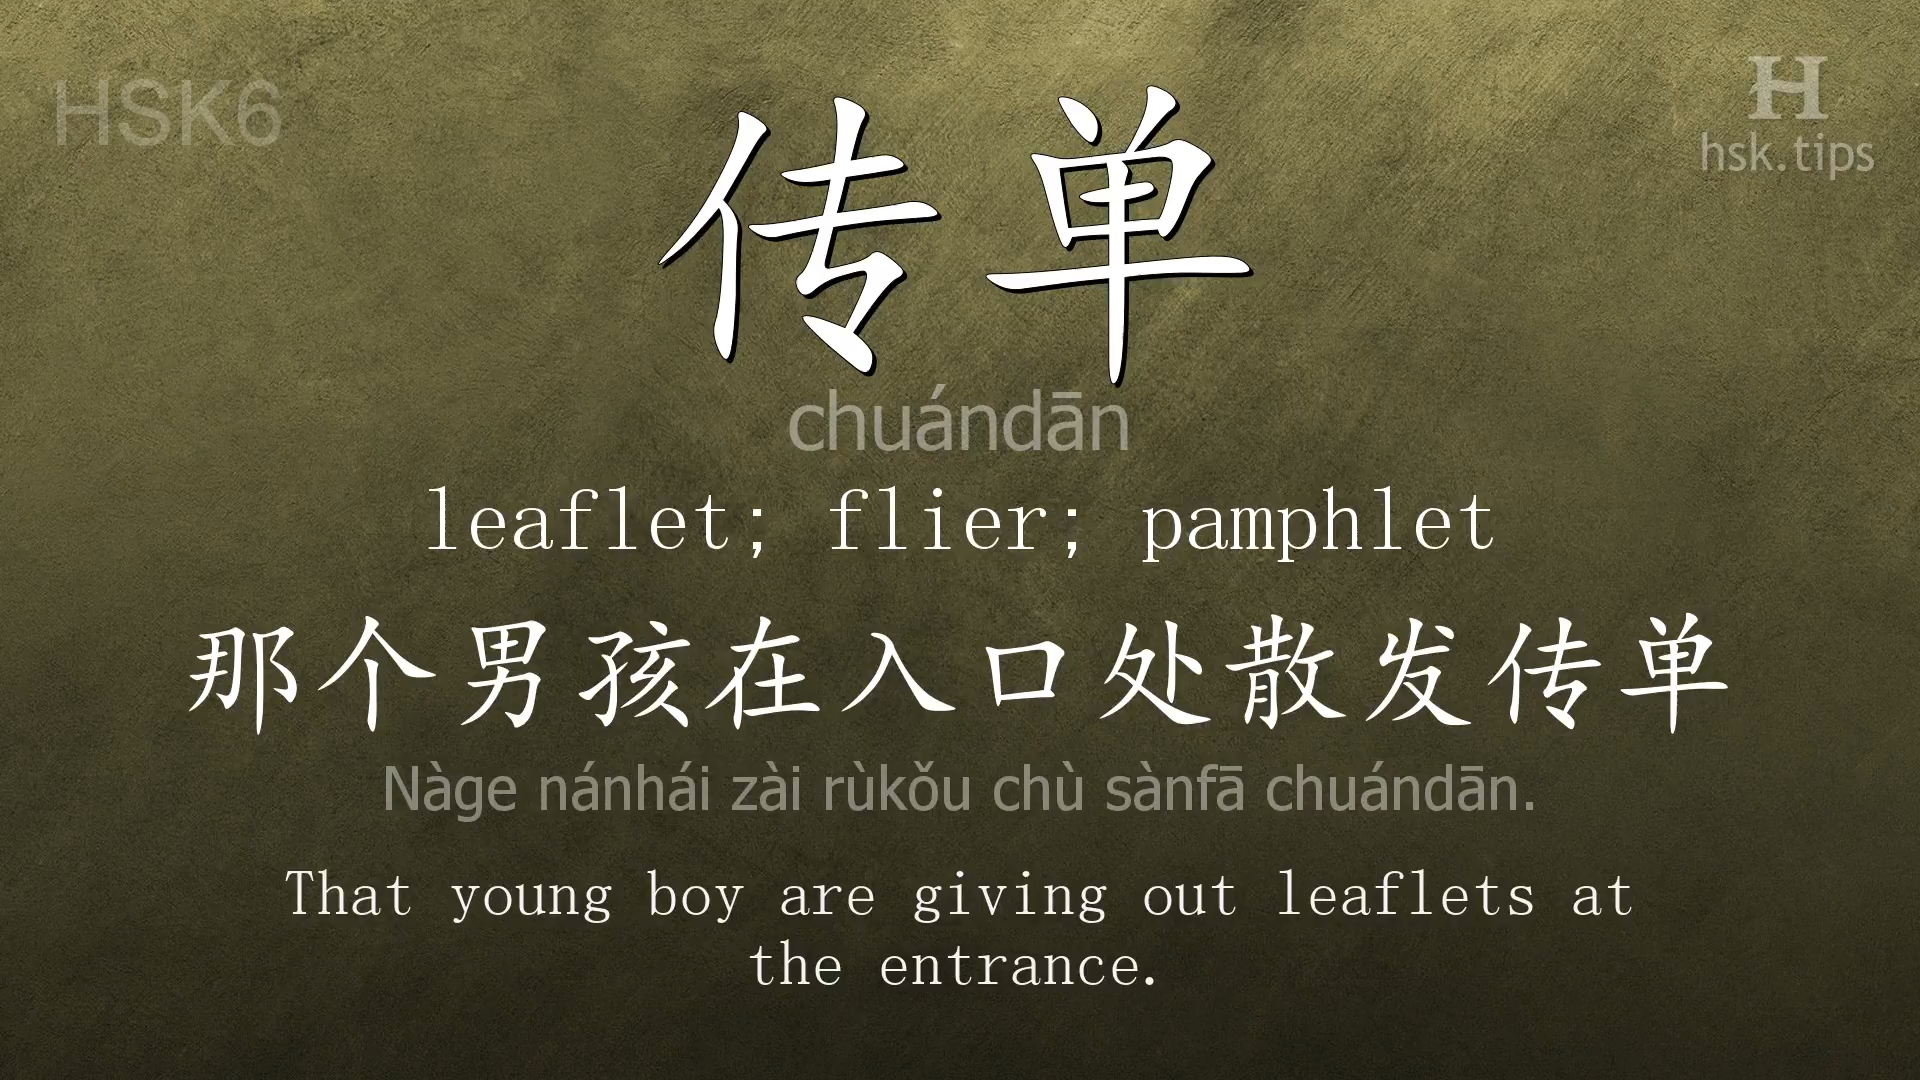 HSK6
H
hsk.tips
传单
chuándān
leaflet; flier; pamphlet
那个男孩在入口处散发传单
Nàge nánhái zài rùkǒu chù sànfā chuándān.
That young boy are giving out leaflets at
the entrance.